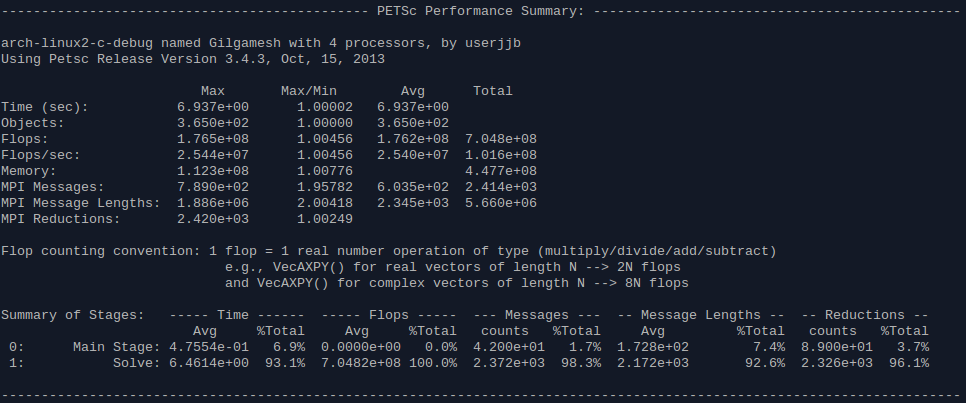 ---------------------------------------------- PETSc Performance Summary: ----------------------------------------------

arch-linux2-c-debug named Gilgamesh with 4 processors, by userjjb
Using Petsc Release Version 3.4.3, Oct, 15, 2013

                         Max       Max/Min        Avg      Total
Time (sec):           6.937e+00      1.00002   6.937e+00
Objects:              3.650e+02      1.00000   3.650e+02
Flops:                1.765e+08      1.00456   1.762e+08  7.048e+08
Flops/sec:            2.544e+07      1.00456   2.540e+07  1.016e+08
Memory:               1.123e+08      1.00776              4.477e+08
MPI Messages:         7.890e+02      1.95782   6.035e+02  2.414e+03
MPI Message Lengths:  1.886e+06      2.00418   2.345e+03  5.660e+06
MPI Reductions:       2.420e+03      1.00249

Flop counting convention: 1 flop = 1 real number operation of type (multiply/divide/add/subtract)
                            e.g., VecAXPY() for real vectors of length N --> 2N flops
                            and VecAXPY() for complex vectors of length N --> 8N flops

Summary of Stages:   ----- Time ------  ----- Flops -----  --- Messages ---  -- Message Lengths --  -- Reductions --
                        Avg     %Total     Avg     %Total   counts   %Total     Avg         %Total   counts   %Total
 0:      Main Stage: 4.7554e-01   6.9%  0.0000e+00   0.0%  4.200e+01   1.7%  1.728e+02        7.4%  8.900e+01   3.7%
 1:           Solve: 6.4614e+00  93.1%  7.0482e+08 100.0%  2.372e+03  98.3%  2.172e+03       92.6%  2.326e+03  96.1%

------------------------------------------------------------------------------------------------------------------------